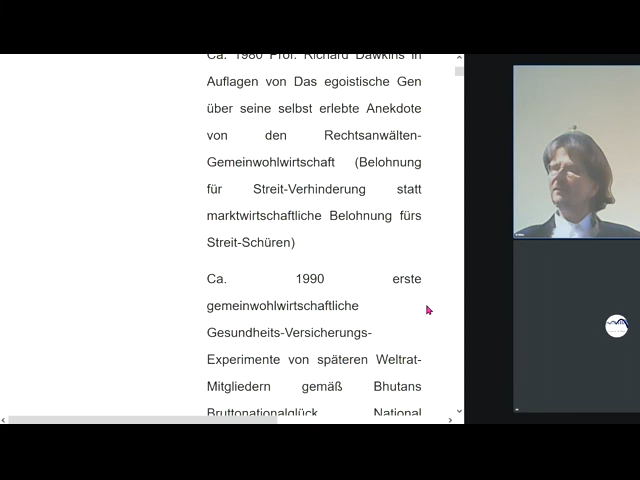 Ca. 1980 Prof. Richard Dawkins in
Auflagen von Das egoistische Gen
über seine selbst erlebte Anekdote
von den Rechtsanwälten-
Gemeinwohlwirtschaft (Belohnung
für Streit-Verhinderung statt
marktwirtschaftliche Belohnung fürs
Streit-Schüren)
Ca. 1990 erste
gemeinwohlwirtschaftliche
Gesundheits-Versicherungs-
Experimente von späteren Weltrat-
Mitgliedern gemäß Bhutans
Bruttonationalglück National